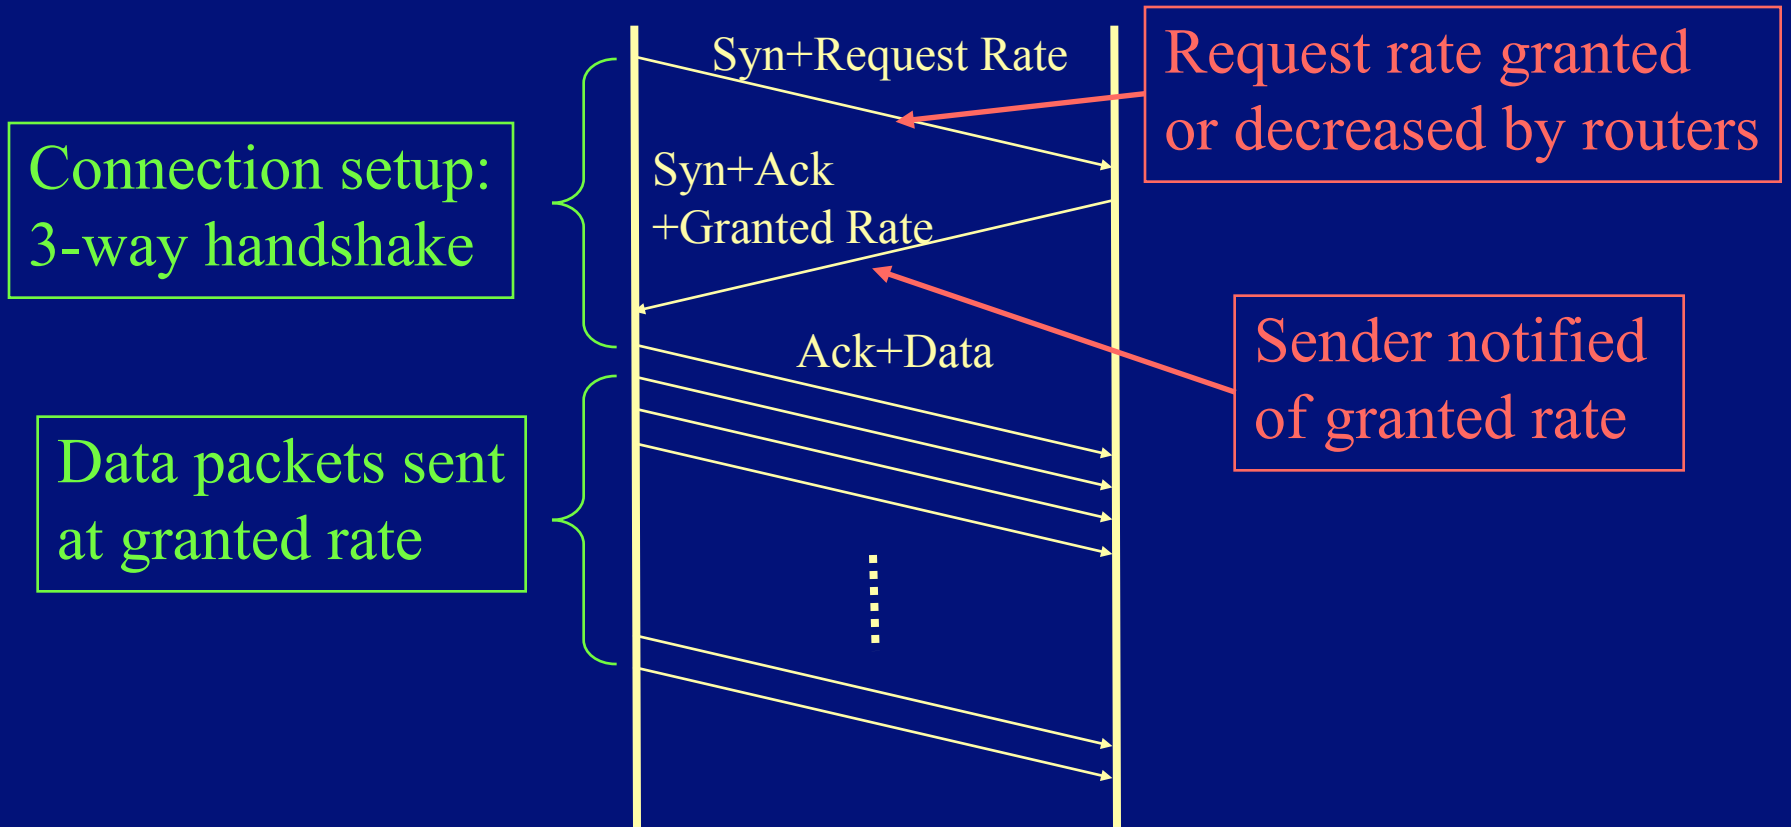 Syn+Request Rate
Request rate granted
or decreased by routers
Connection setup:
3-way handshake
Syn+Ack
+Granted Rate
Sender notified
of granted rate
Ack+Data
Data packets sent
at granted rate